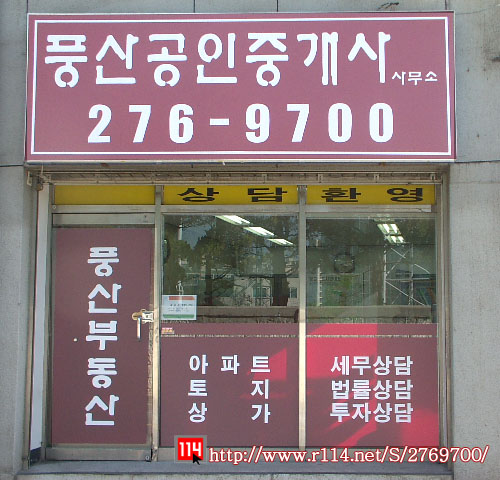 풍산공인중개사 사무소
276-9700
상담환영
풍산부동산
아파트
토지
상가
세무상담
법률상담
투자상담
114 http://www.r114.net/S/2769700/